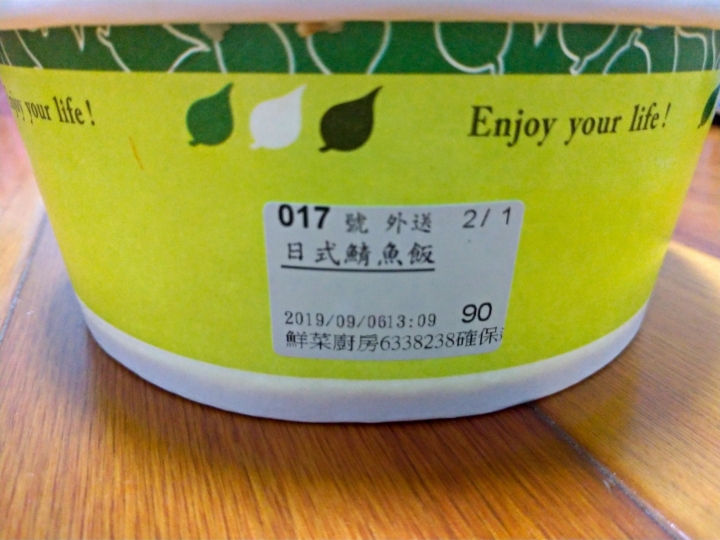 your life!
Enjoy your life!
017 號 外送 2/ 1
日式鯖魚飯
2019/09/0613:09 90
鮮菜廚房6338238確保